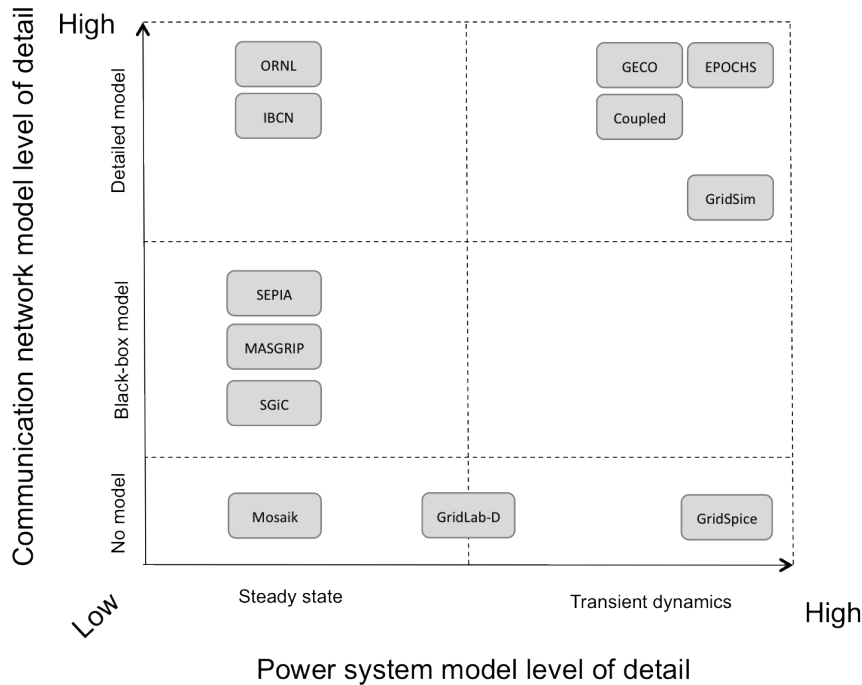 High
Communication network model level of detail
Detailed model
Black-box model
No model
ORNL
GECO
EPOCHS
IBCN
Coupled
GridSim
SEPIA
MASGRIP
SGiC
Mosaik
GridLab-D
GridSpice
Low
Steady state
Transient dynamics
High
Power system model level of detail